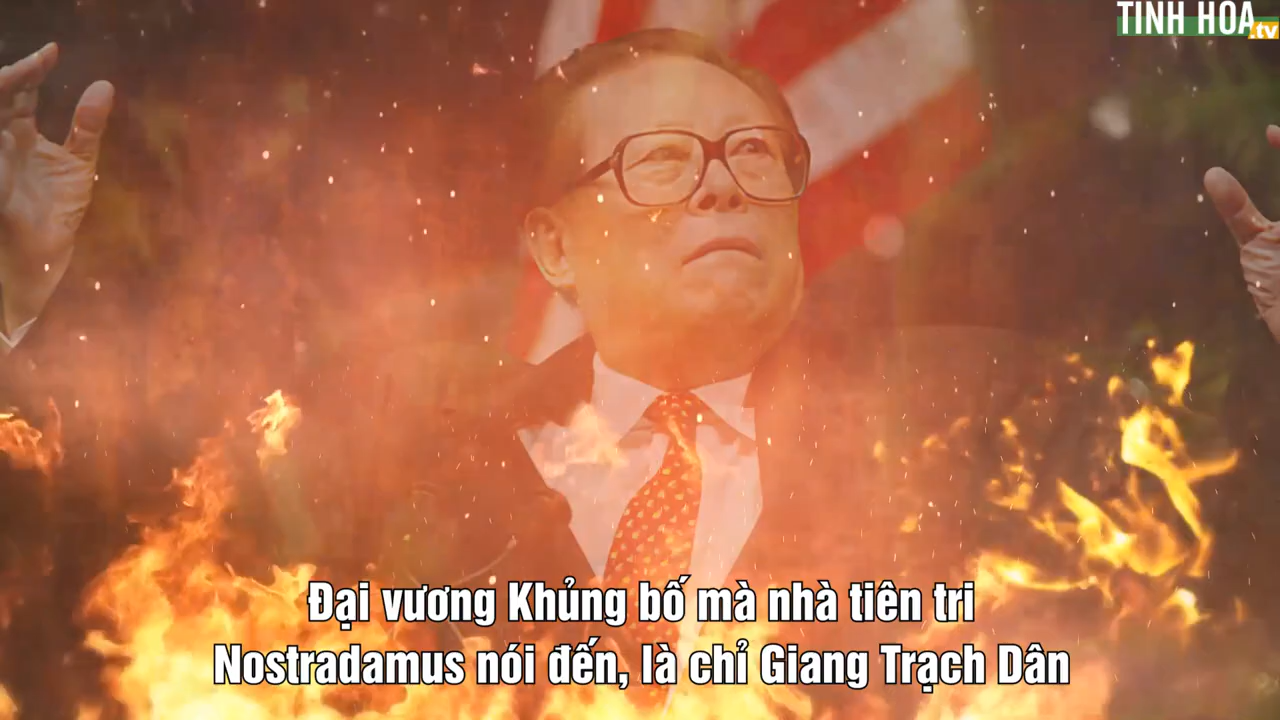 TINH HOA
.tv
Đại vương Khủng bố mà nhà tiên tri
Nostradamus nói đến, là chỉ Giang Trạch Dân